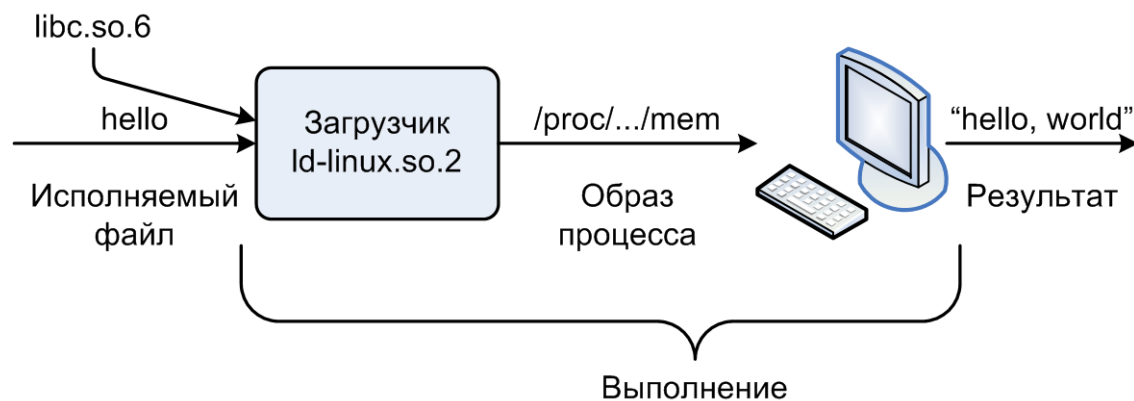 libc.so.6
hello
Исполняемый
файл
Загрузчик
ld-linux.so.2
/proc/.../mem
Образ
процесса
“hello, world”
Результат
Выполнение